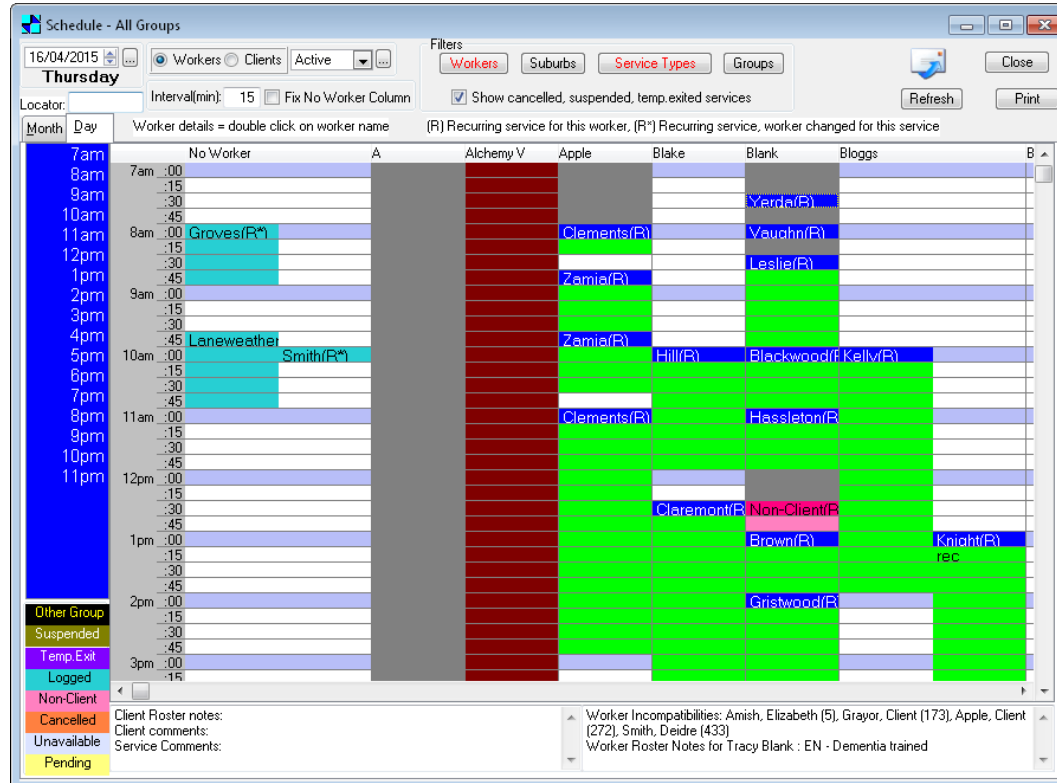 Schedule - All Groups
16/04/2015 ... Workers Clients Active ... Filters
Thursday Workers Suburbs Service Types Groups Close
Locator: Interval(min): 15 Fix No Worker Column Show cancelled, suspended, temp.exited services Refresh Print
Month Day Worker details = double click on worker name (R) Recurring service for this worker, (R*) Recurring service, worker changed for this service
No Worker A Alchemy V Apple Blake Blank Bloggs B
7am
8am
9am
10am
11am
12pm
1pm
2pm
3pm
4pm
5pm
6pm
7pm
8pm
9pm
10pm
11pm
7am :00
:15
:30 Yerda(R)
:45
8am :00 Groves(R*) Clements(R) Vaughn(R)
:15
:30 Leslie(R)
:45 Zamia(R)
9am :00
:15
:30
:45 Laneweather Zamia(R)
10am :00 Smith(R*) Hill(R) Blackwood(R Kelly(R)
:15
:30
:45
11am :00 Clements(R) Hassleton(R
:15
:30
:45
12pm :00
:15
:30 Claremont(R Non-Client(R
:45
1pm :00 Brown(R) Knight(R)
:15 rec
:30
:45
2pm :00 Gristwood(R
:15
:30
:45
3pm :00
:15
Other Group
Suspended
Temp.Exit
Logged
Non-Client
Cancelled
Unavailable
Pending
Client Roster notes:
Client comments:
Service Comments:
Worker Incompatibilities: Amish, Elizabeth (5), Grayor, Client (173), Apple, Client
(272), Smith, Deidre (433)
Worker Roster Notes for Tracy Blank : EN - Dementia trained